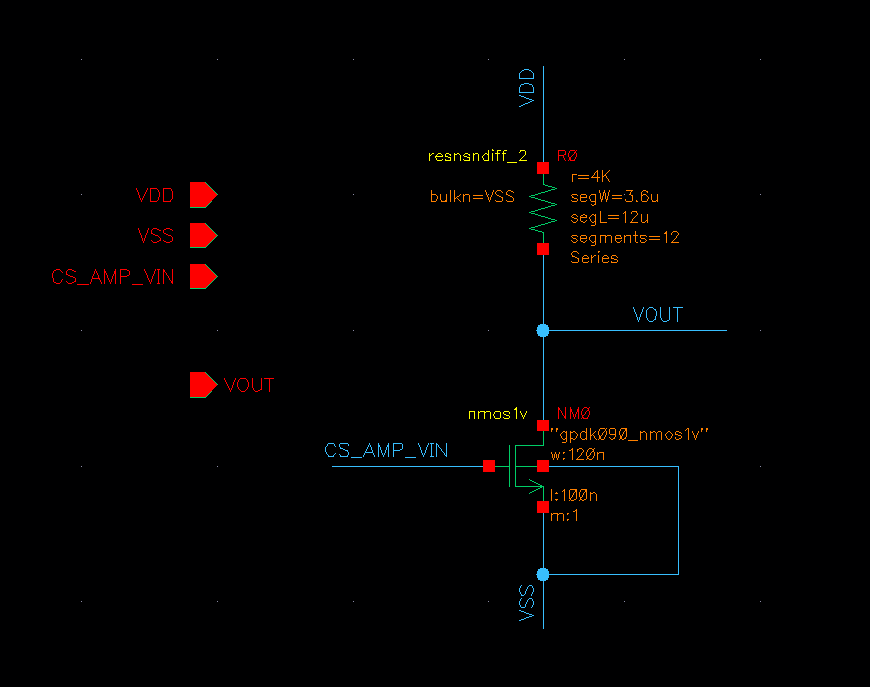 VDD
resnsndiff_2
R0
r=4K
bulkn=VSS
segW=3.6u
segL=12u
segments=12
Series
VDD
VSS
CS_AMP_VIN
VOUT
VOUT
nmos1v
NM0
"gpdk090_nmos1v"
w:120n
CS_AMP_VIN
l:100n
m:1
VSS